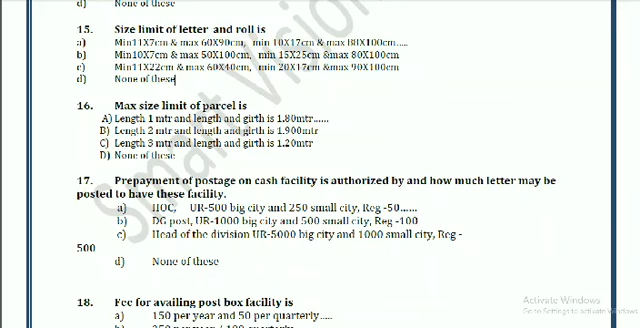 d) None of these
15. Size limit of letter and roll is
a) Min11X7cm & max 60X90cm, min 10X17cm & max 80X100cm.....
b) Min10X7cm & max 50X100cm, min 15X25cm &max 80X100cm
c) Min11X22cm & max 60X40cm, min 20X17cm &max 90X100cm
d) None of these
16. Max size limit of parcel is
A) Length 1 mtr and length and girth is 1.80mtr......
B) Length 2 mtr and length and girth is 1.900mtr
C) Length 3 mtr and length and girth is 1.20mtr
D) None of these
17. Prepayment of postage on cash facility is authorized by and how much letter may be
posted to have these facility.
a) HOC, UR-500 big city and 250 small city, Reg -50......
b) DG post, UR-1000 big city and 500 small city, Reg -100
c) Head of the division UR-5000 big city and 1000 small city, Reg -
500
d) None of these
18. Fee for availing post box facility is
a) 150 per year and 50 per quarterly.....
Smart Vision
Activate Windows
Go to Settings to activate Windows